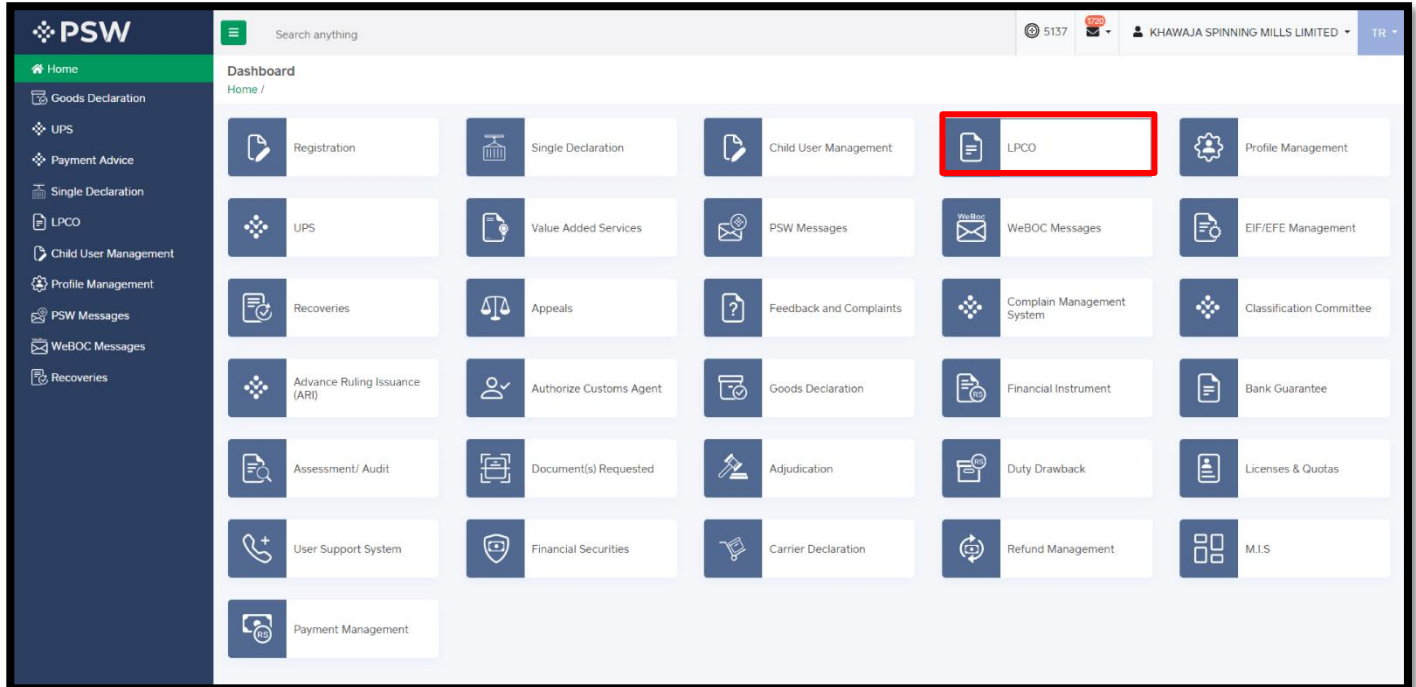 PSW
Search anything
5137
1720
KHAWAJA SPINNING MILLS LIMITED
TR
Home
Goods Declaration
UPS
Payment Advice
Single Declaration
LPCO
Child User Management
Profile Management
PSW Messages
WeBOC Messages
Recoveries
Dashboard
Home /
Registration
Single Declaration
Child User Management
LPCO
Profile Management
UPS
Value Added Services
PSW Messages
WeBoc
WeBOC Messages
EIF/EFE Management
Recoveries
Appeals
Feedback and Complaints
Complain Management
System
Classification Committee
Advance Ruling Issuance
(ARI)
Authorize Customs Agent
Goods Declaration
RS
Financial Instrument
Bank Guarantee
Assessment/ Audit
Document(s) Requested
Adjudication
RS
Duty Drawback
Licenses & Quotas
User Support System
Financial Securities
Carrier Declaration
Refund Management
M.I.S
RS
Payment Management